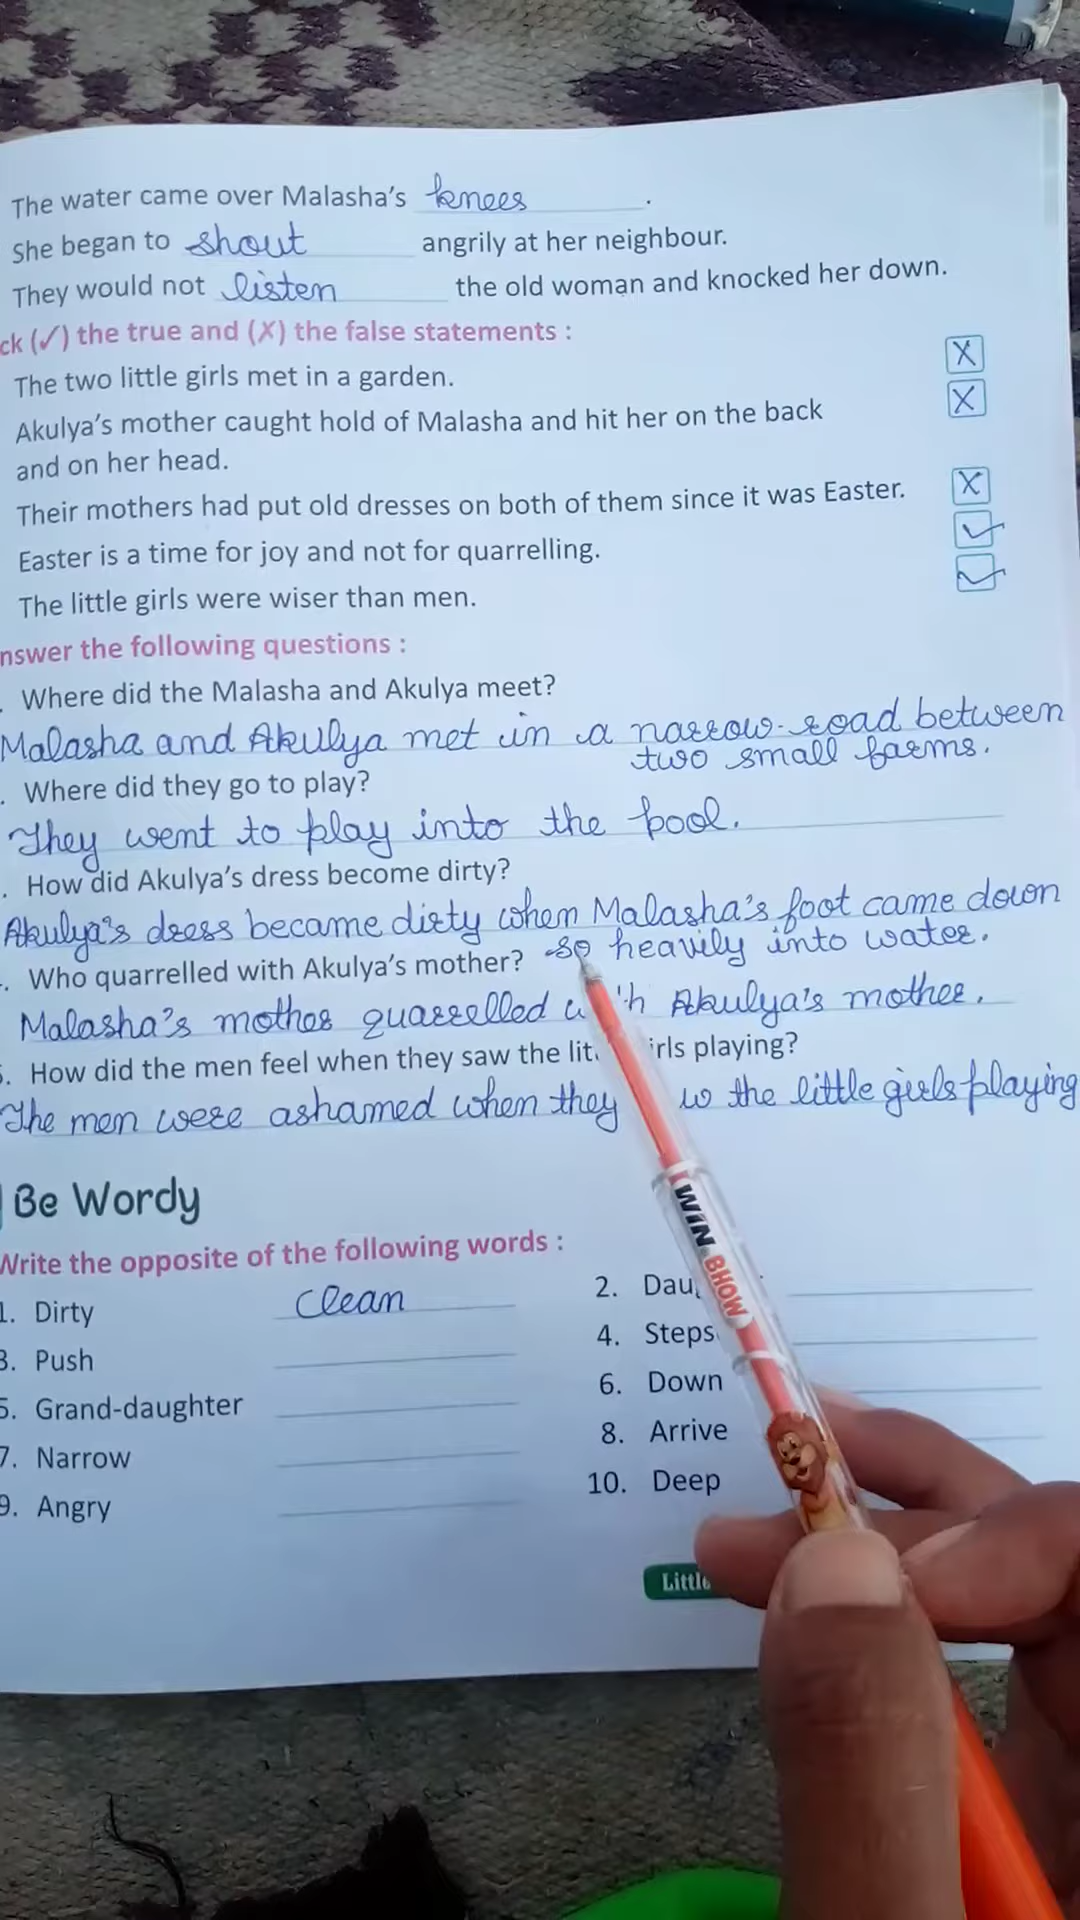 The water came over Malasha's knees .
She began to shout angrily at her neighbour.
They would not listen the old woman and knocked her down.
ck (✓) the true and (✗) the false statements :
The two little girls met in a garden. X
Akulya's mother caught hold of Malasha and hit her on the back X
and on her head.
Their mothers had put old dresses on both of them since it was Easter. X
Easter is a time for joy and not for quarrelling. ✓
The little girls were wiser than men. ✓
nswer the following questions :
. Where did the Malasha and Akulya meet?
Malasha and Akulya met in a narrow-road between
two small farms.
. Where did they go to play?
They went to play into the pool.
. How did Akulya's dress become dirty?
Akulya's dress became dirty when Malasha's foot came down
so heavily into water.
. Who quarrelled with Akulya's mother?
Malasha's mother quarrelled Akulya's mother.
. How did the men feel when they saw the playing?
The men were ashamed when they the little girls playing
Be Wordy
Write the opposite of the following words :
1. Dirty clean 2.
3. Push 4. Steps
5. Grand-daughter 6. Down
7. Narrow 8. Arrive
9. Angry 10. Deep
WIN BHOW
Little